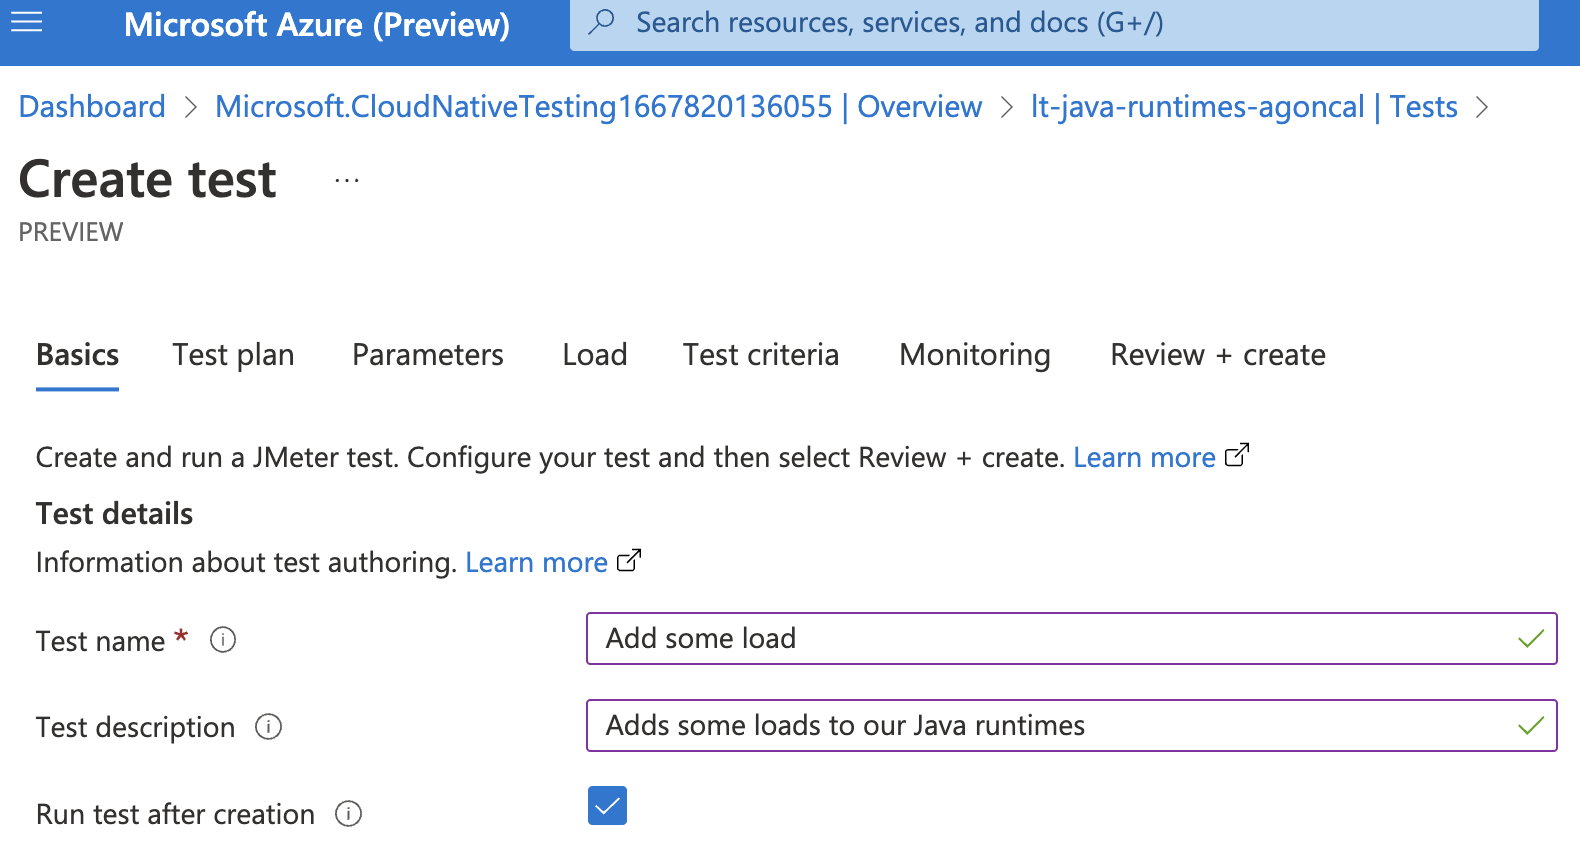 Microsoft Azure (Preview) Search resources, services, and docs (G+/)
Dashboard > Microsoft.CloudNativeTesting1667820136055 | Overview > lt-java-runtimes-agoncal | Tests >
Create test ...
PREVIEW
Basics Test plan Parameters Load Test criteria Monitoring Review + create
Create and run a JMeter test. Configure your test and then select Review + create. Learn more
Test details
Information about test authoring. Learn more
Test name * Add some load
Test description Adds some loads to our Java runtimes
Run test after creation